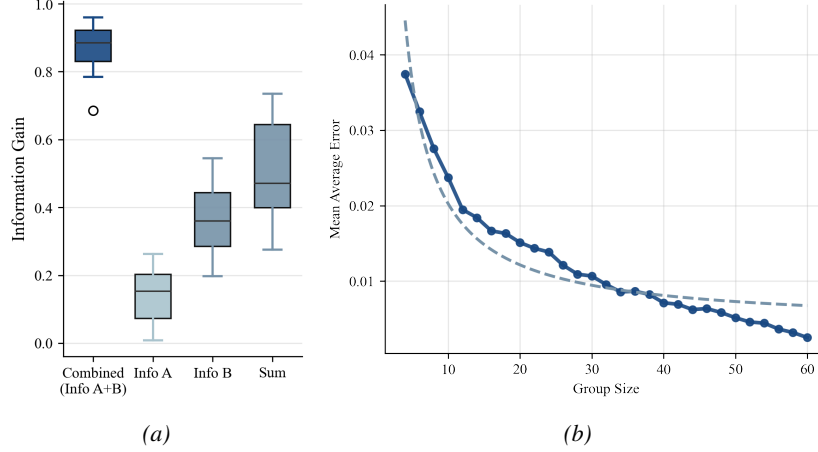 1.0
0.8
0.6
0.4
0.2
0.0
Information Gain
Combined
(Info A+B)
Info A
Info B
Sum
(a)
0.04
0.03
0.02
0.01
Mean Average Error
10
20
30
40
50
60
Group Size
(b)